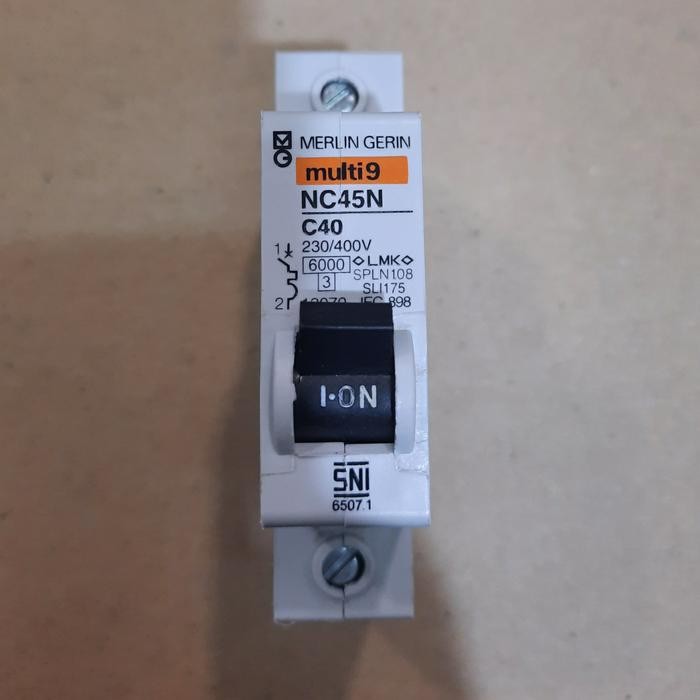 MERLIN GERIN
multi9
NC45N
C40
230/400V
1
6000 LMK
SPLN108
3 SLI175
2 IEC 898
I·ON
SNI
6507.1